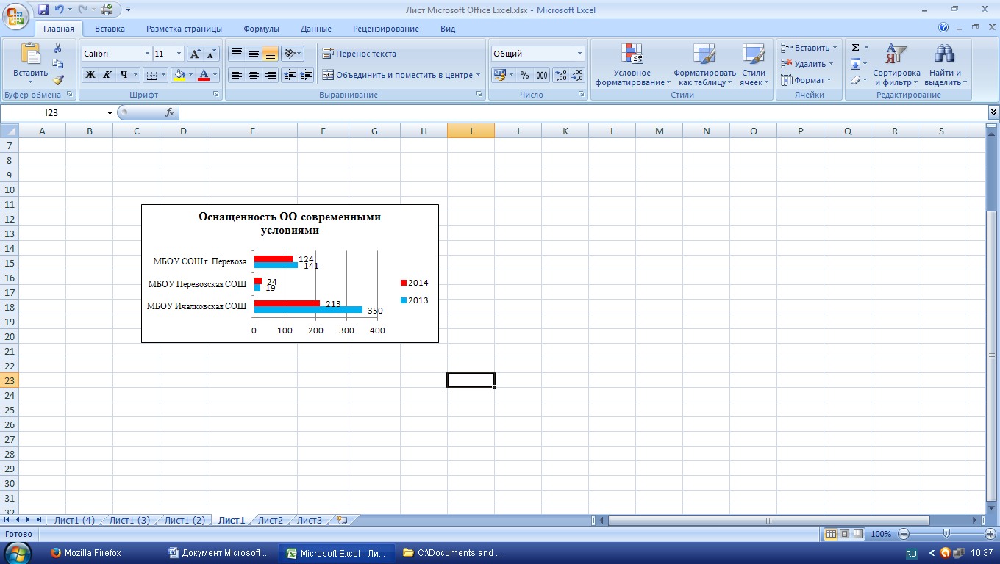 Лист Microsoft Office Excel.xlsx - Microsoft Excel
Главная Вставка Разметка страницы Формулы Данные Рецензирование Вид
Вставить
Буфер обмена
Calibri 11
Ж К Ч
Шрифт
Перенос текста
Объединить и поместить в центре
Выравнивание
Общий
% 000
Число
Условное форматирование
Форматировать как таблицу
Стили ячеек
Стили
Вставить
Удалить
Формат
Ячейки
Σ
Сортировка и фильтр
Найти и выделить
Редактирование
I23 fx
A B C D E F G H I J K L M N O P Q R S
7
8
9
10
11
12
13
14
15
16
17
18
19
20
21
22
23
24
25
26
27
28
29
30
31
32
Оснащенность ОО современными
условиями
МБОУ СОШ г. Перевоза 124
141
МБОУ Перевозская СОШ 24
19
МБОУ Ичалковская СОШ 213
350
0 100 200 300 400
2014
2013
Лист1 (4) Лист1 (3) Лист1 (2) Лист1 Лист2 Лист3
Готово 100%
Mozilla Firefox Документ Microsoft ... Microsoft Excel - Ли... C:\Documents and ... RU 10:37